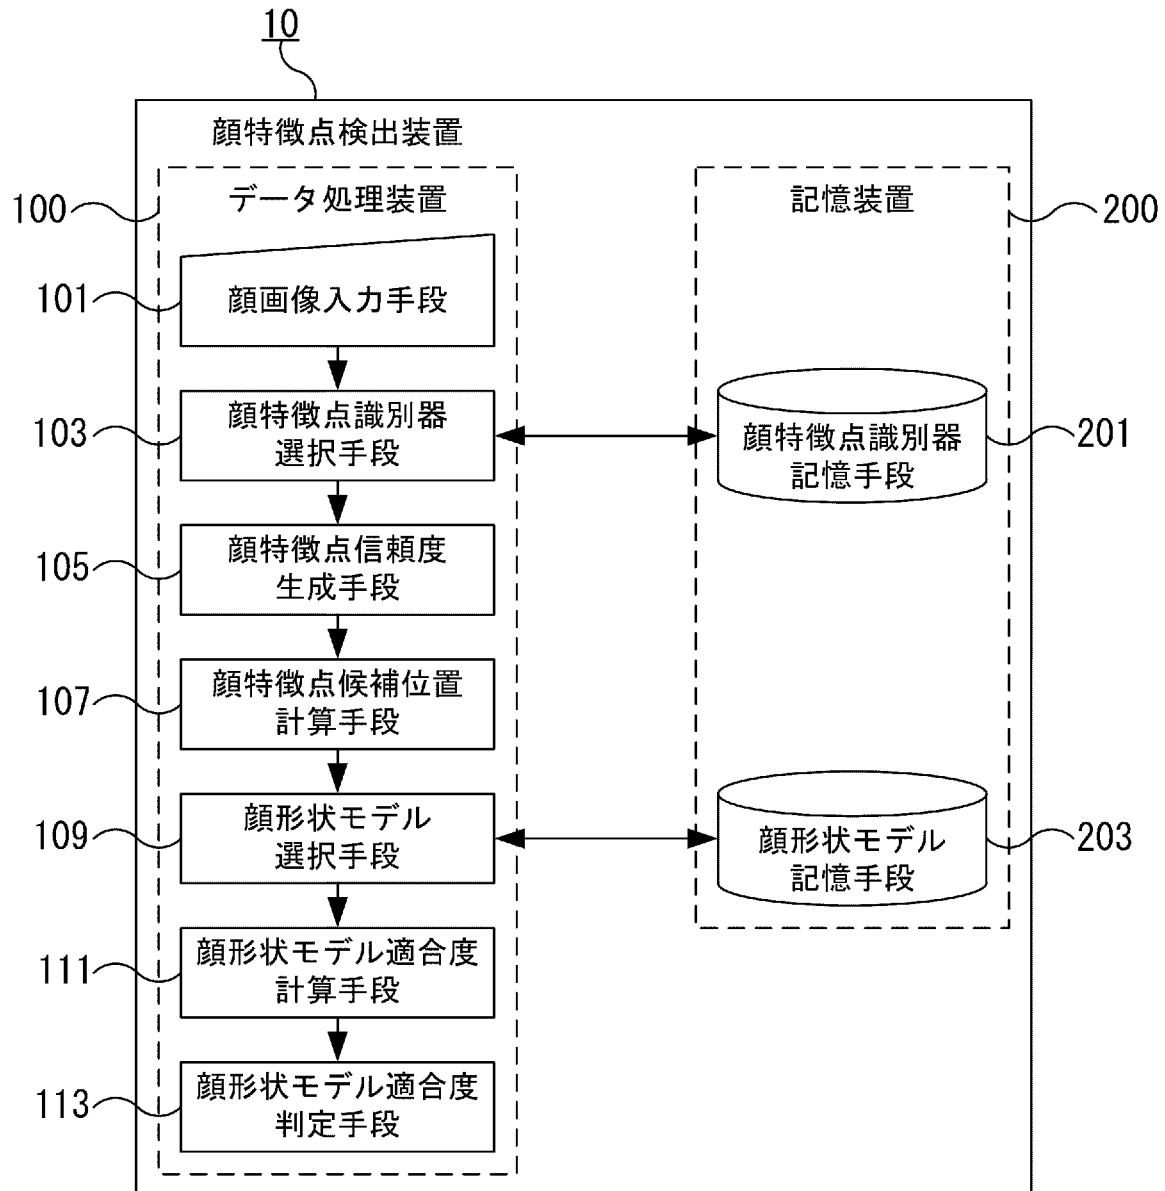 10
顔特徴点検出装置
100
データ処理装置
記憶装置
200
101
顔画像入力手段
103
顔特徴点識別器
選択手段
顔特徴点識別器
記憶手段
201
105
顔特徴点信頼度
生成手段
107
顔特徴点候補位置
計算手段
109
顔形状モデル
選択手段
顔形状モデル
記憶手段
203
111
顔形状モデル適合度
計算手段
113
顔形状モデル適合度
判定手段